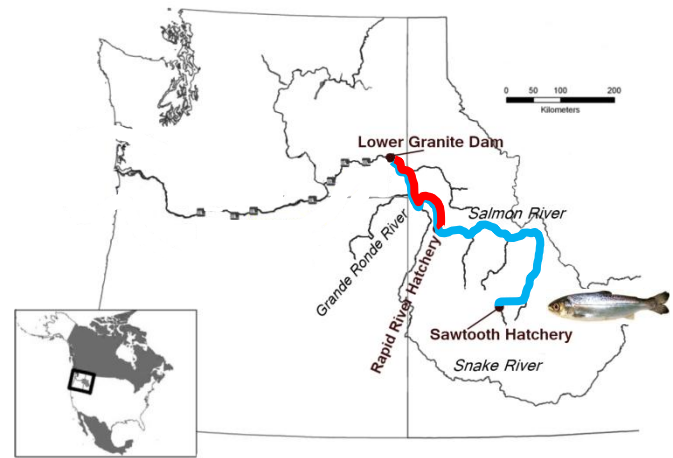 0 50 100 200
Kilometers
Lower Granite Dam
Salmon River
Grande Ronde River
Rapid River Hatchery
Sawtooth Hatchery
Snake River